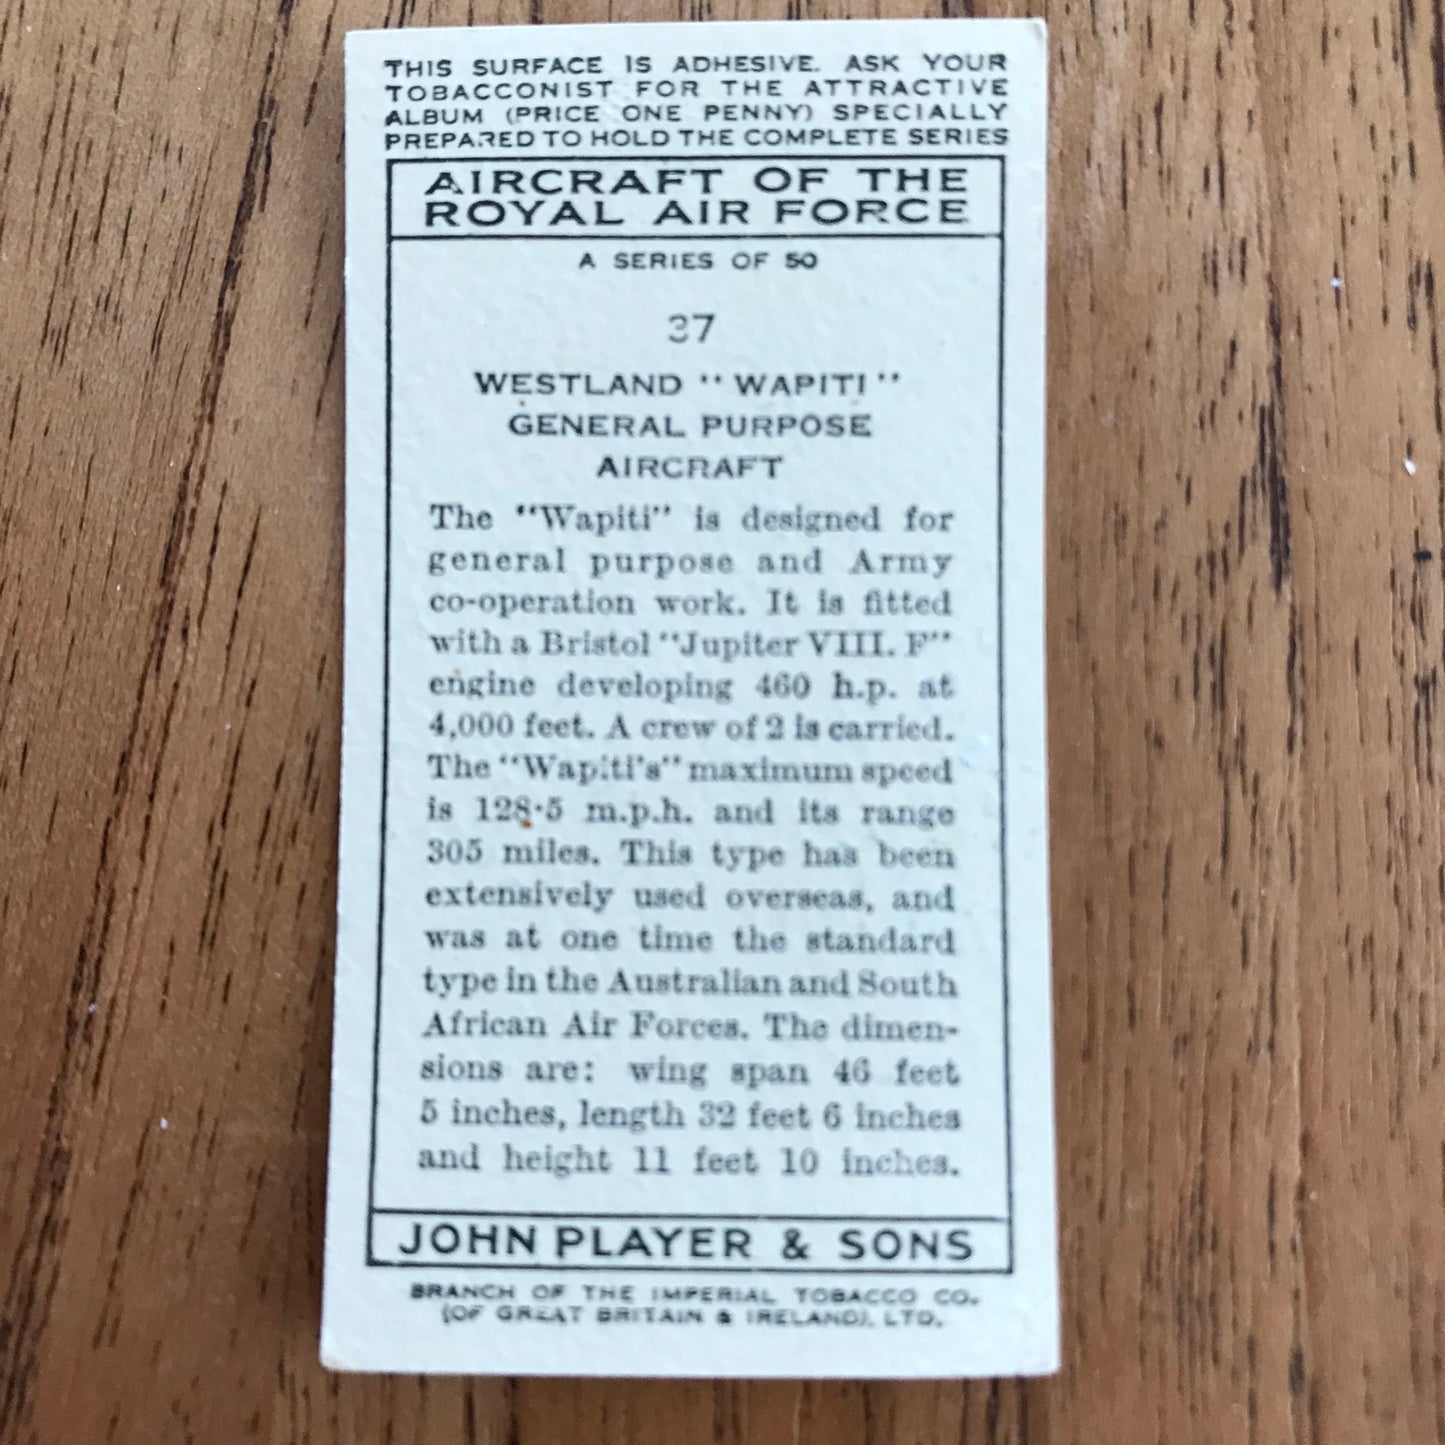 THIS SURFACE IS ADHESIVE. ASK YOUR
TOBACCONIST FOR THE ATTRACTIVE
ALBUM (PRICE ONE PENNY) SPECIALLY
PREPARED TO HOLD THE COMPLETE SERIES
AIRCRAFT OF THE
ROYAL AIR FORCE
A SERIES OF 50
37
WESTLAND "WAPITI"
GENERAL PURPOSE
AIRCRAFT
The "Wapiti" is designed for
general purpose and Army
co-operation work. It is fitted
with a Bristol "Jupiter VIII. F"
engine developing 460 h.p. at
4,000 feet. A crew of 2 is carried.
The "Wapiti's" maximum speed
is 128·5 m.p.h. and its range
305 miles. This type has been
extensively used overseas, and
was at one time the standard
type in the Australian and South
African Air Forces. The dimen-
sions are: wing span 46 feet
5 inches, length 32 feet 6 inches
and height 11 feet 10 inches.
JOHN PLAYER & SONS
BRANCH OF THE IMPERIAL TOBACCO CO.
(OF GREAT BRITAIN & IRELAND), LTD.